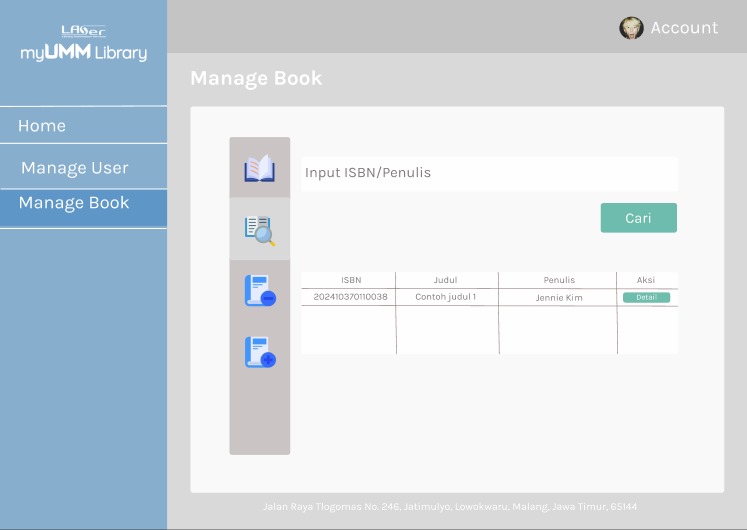 LASer
myUMM Library
Account
Manage Book
Home
Manage User
Manage Book
Input ISBN/Penulis
Cari
ISBN Judul Penulis Aksi
202410370110038 Contoh judul 1 Jennie Kim Detail
Jalan Raya Tlogomas No. 246, Jatimulyo, Lowokwaru, Malang, Jawa Timur, 65144